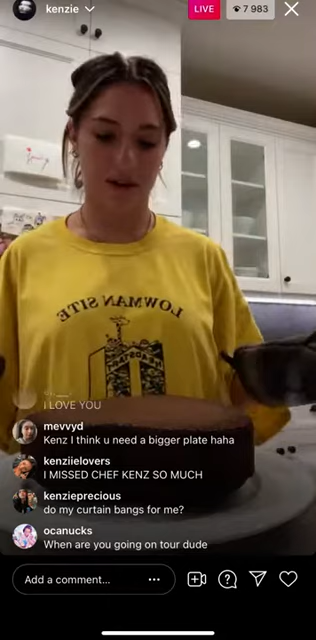 kenzie
LIVE
7 983
LOWMAN SITE
I LOVE YOU
mevvyd
Kenz I think u need a bigger plate haha
kenziielovers
I MISSED CHEF KENZ SO MUCH
kenzieprecious
do my curtain bangs for me?
ocanucks
When are you going on tour dude
Add a comment...